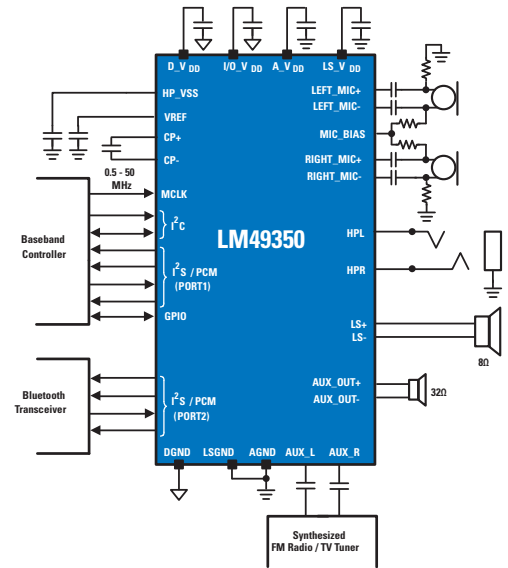 D_V DD I/O_V DD A_V DD LS_V DD
HP_VSS
VREF
CP+
CP-
0.5 - 50
MHz
MCLK
I2C
I2S / PCM
(PORT1)
GPIO
I2S / PCM
(PORT2)
Baseband
Controller
Bluetooth
Transceiver
LM49350
LEFT_MIC+
LEFT_MIC-
MIC_BIAS
RIGHT_MIC+
RIGHT_MIC-
HPL
HPR
LS+
LS-
8Ω
AUX_OUT+
AUX_OUT-
32Ω
DGND LSGND AGND AUX_L AUX_R
Synthesized
FM Radio / TV Tuner